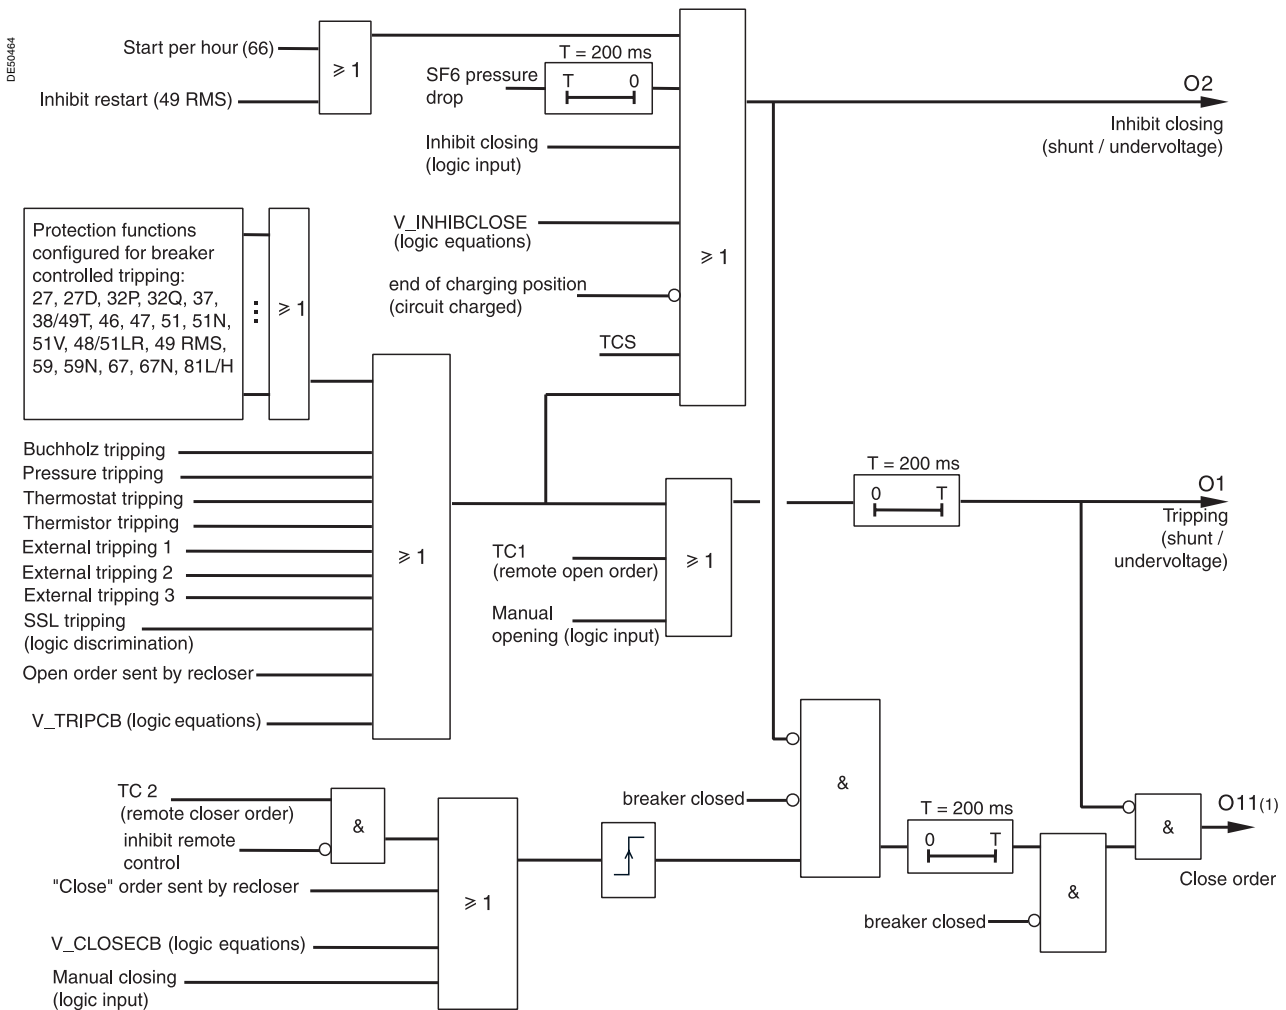 DE50464
Start per hour (66)
Inhibit restart (49 RMS)
⩾ 1
T = 200 ms
SF6 pressure
drop
T 0
Inhibit closing
(logic input)
V_INHIBCLOSE
(logic equations)
end of charging position
(circuit charged)
TCS
⩾ 1
O2
Inhibit closing
(shunt / undervoltage)
Protection functions
configured for breaker
controlled tripping:
27, 27D, 32P, 32Q, 37,
38/49T, 46, 47, 51, 51N,
51V, 48/51LR, 49 RMS,
59, 59N, 67, 67N, 81L/H
⩾ 1
Buchholz tripping
Pressure tripping
Thermostat tripping
Thermistor tripping
External tripping 1
External tripping 2
External tripping 3
SSL tripping
(logic discrimination)
Open order sent by recloser
V_TRIPCB (logic equations)
⩾ 1
TC1
(remote open order)
Manual
opening (logic input)
⩾ 1
T = 200 ms
0 T
O1
Tripping
(shunt /
undervoltage)
TC 2
(remote closer order)
inhibit remote
control
&
"Close" order sent by recloser
V_CLOSECB (logic equations)
Manual closing
(logic input)
⩾ 1
breaker closed
&
T = 200 ms
0 T
breaker closed
&
&
O11(1)
Close order